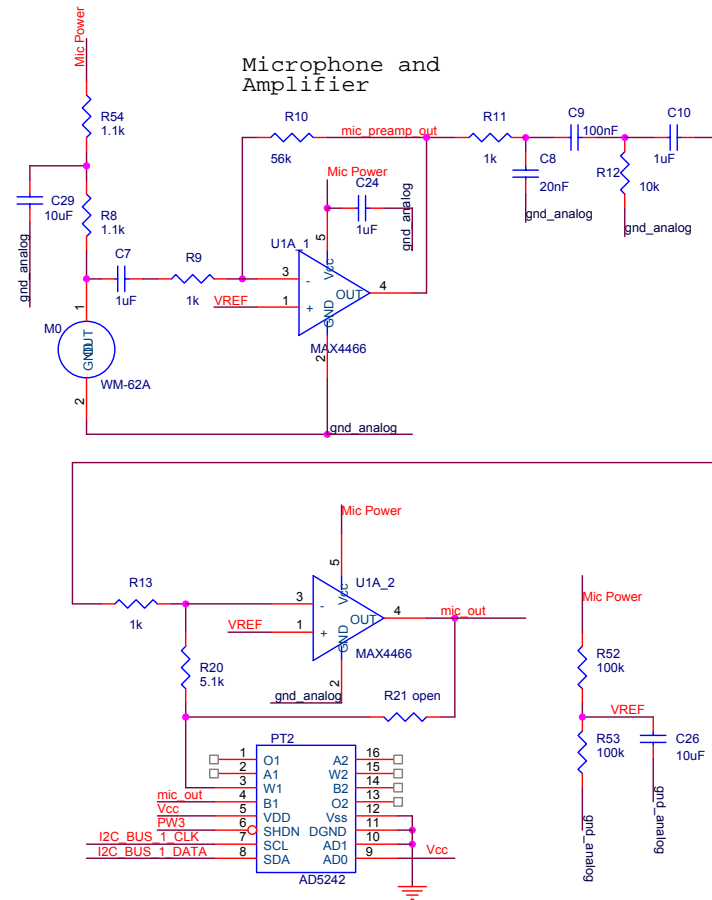 Mic Power
Microphone and
Amplifier
R54
1.1k
C29
10uF
gnd_analog
R8
1.1k
C7
1uF
R9
1k
R10
56k
mic_preamp_out
R11
1k
C9
100nF
C10
1uF
C8
20nF
R12
10k
gnd_analog
gnd_analog
Mic Power
C24
1uF
gnd_analog
U1A_1
5
Vcc
3
-
1
+
VREF
OUT
4
GND
2
MAX4466
1
M0
OUT
GND
WM-62A
2
gnd_analog
Mic Power
R13
1k
5
U1A_2
Vcc
3
-
1
+
VREF
OUT
4
mic_out
GND
2
MAX4466
gnd_analog
R20
5.1k
R21 open
Mic Power
R52
100k
VREF
R53
100k
C26
10uF
gnd_analog
gnd_analog
PT2
1 O1 A2 16
2 A1 W2 15
3 W1 B2 14
mic_out 4 B1 O2 13
Vcc 5 VDD Vss 12
PW3 6 SHDN DGND 11
I2C_BUS_1_CLK 7 SCL AD1 10
I2C_BUS_1_DATA 8 SDA AD0 9 Vcc
AD5242